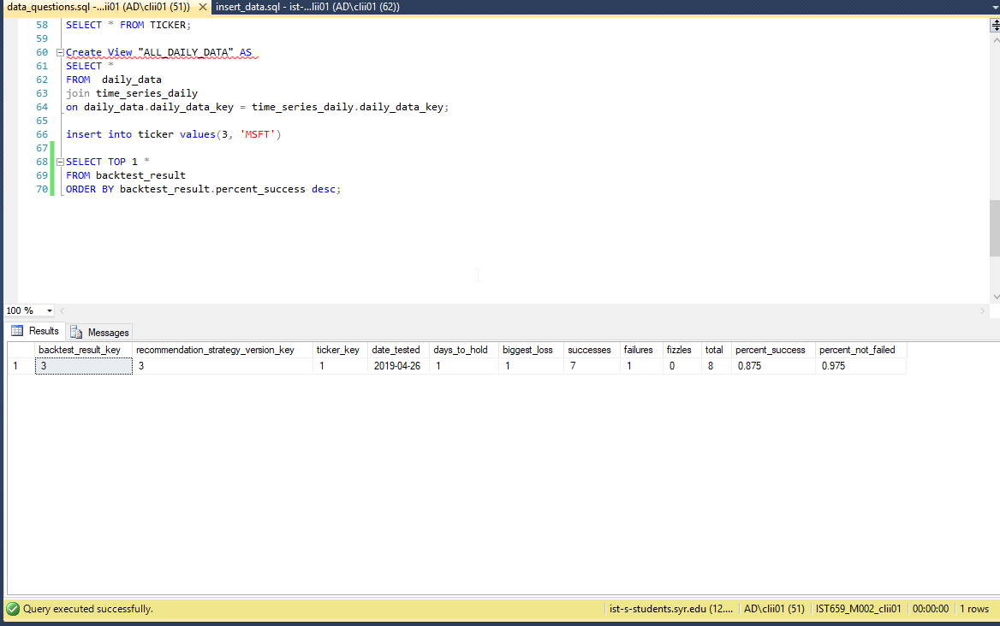 data_questions.sql -...lii01 (AD\clii01 (51)) insert_data.sql - ist-...lii01 (AD\clii01 (62))
58 SELECT * FROM TICKER;
59
60 Create View "ALL_DAILY_DATA" AS
61 SELECT *
62 FROM daily_data
63 join time_series_daily
64 on daily_data.daily_data_key = time_series_daily.daily_data_key;
65
66 insert into ticker values(3, 'MSFT')
67
68 SELECT TOP 1 *
69 FROM backtest_result
70 ORDER BY backtest_result.percent_success desc;
100 %
Results Messages
backtest_result_key recommendation_strategy_version_key ticker_key date_tested days_to_hold biggest_loss successes failures fizzles total percent_success percent_not_failed
1 3 3 1 2019-04-26 1 1 7 1 0 8 0.875 0.975
Query executed successfully. ist-s-students.syr.edu (12.... AD\clii01 (51) IST659_M002_clii01 00:00:00 1 rows